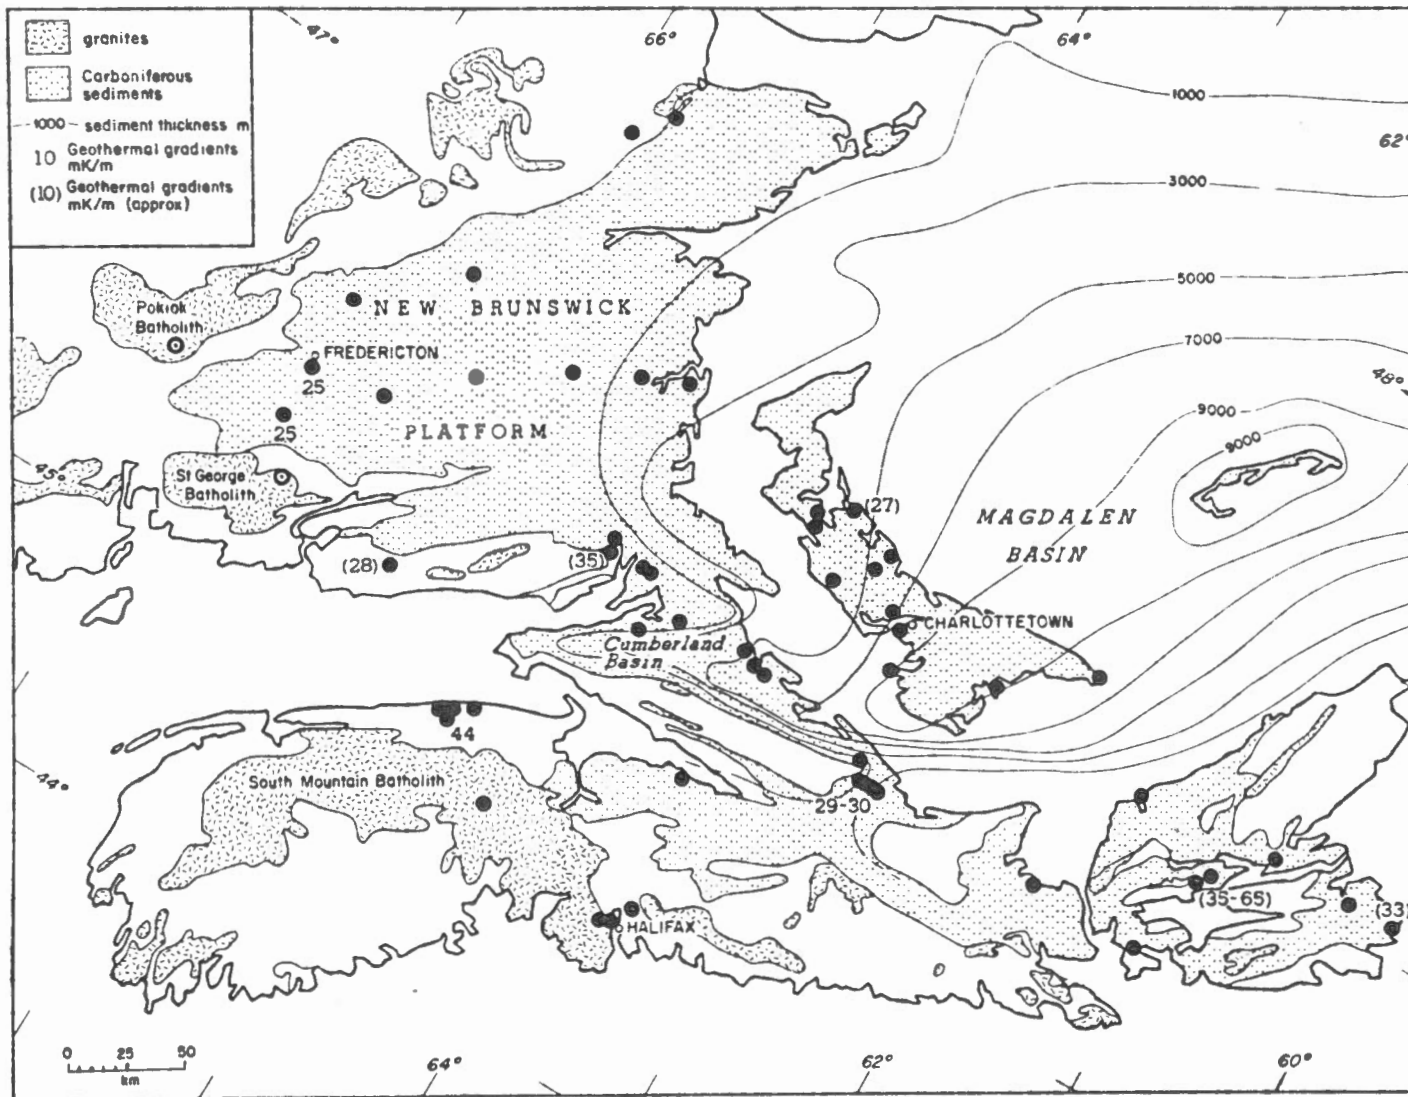 granites
Carboniferous
sediments
1000 sediment thickness m
10 Geothermal gradients
mK/m
(10) Geothermal gradients
mK/m (approx)
47°
66°
64°
1000
62°
3000
5000
7000
48°
9000
9000
Pokiok
Batholith
NEW BRUNSWICK
FREDERICTON
25
25
PLATFORM
45°
St George
Batholith
(27)
MAGDALEN
BASIN
(28)
(35)
CHARLOTTETOWN
Cumberland
Basin
44
44°
South Mountain Batholith
29-30
(35-65)
(33)
HALIFAX
0 25 50
km
64°
62°
60°